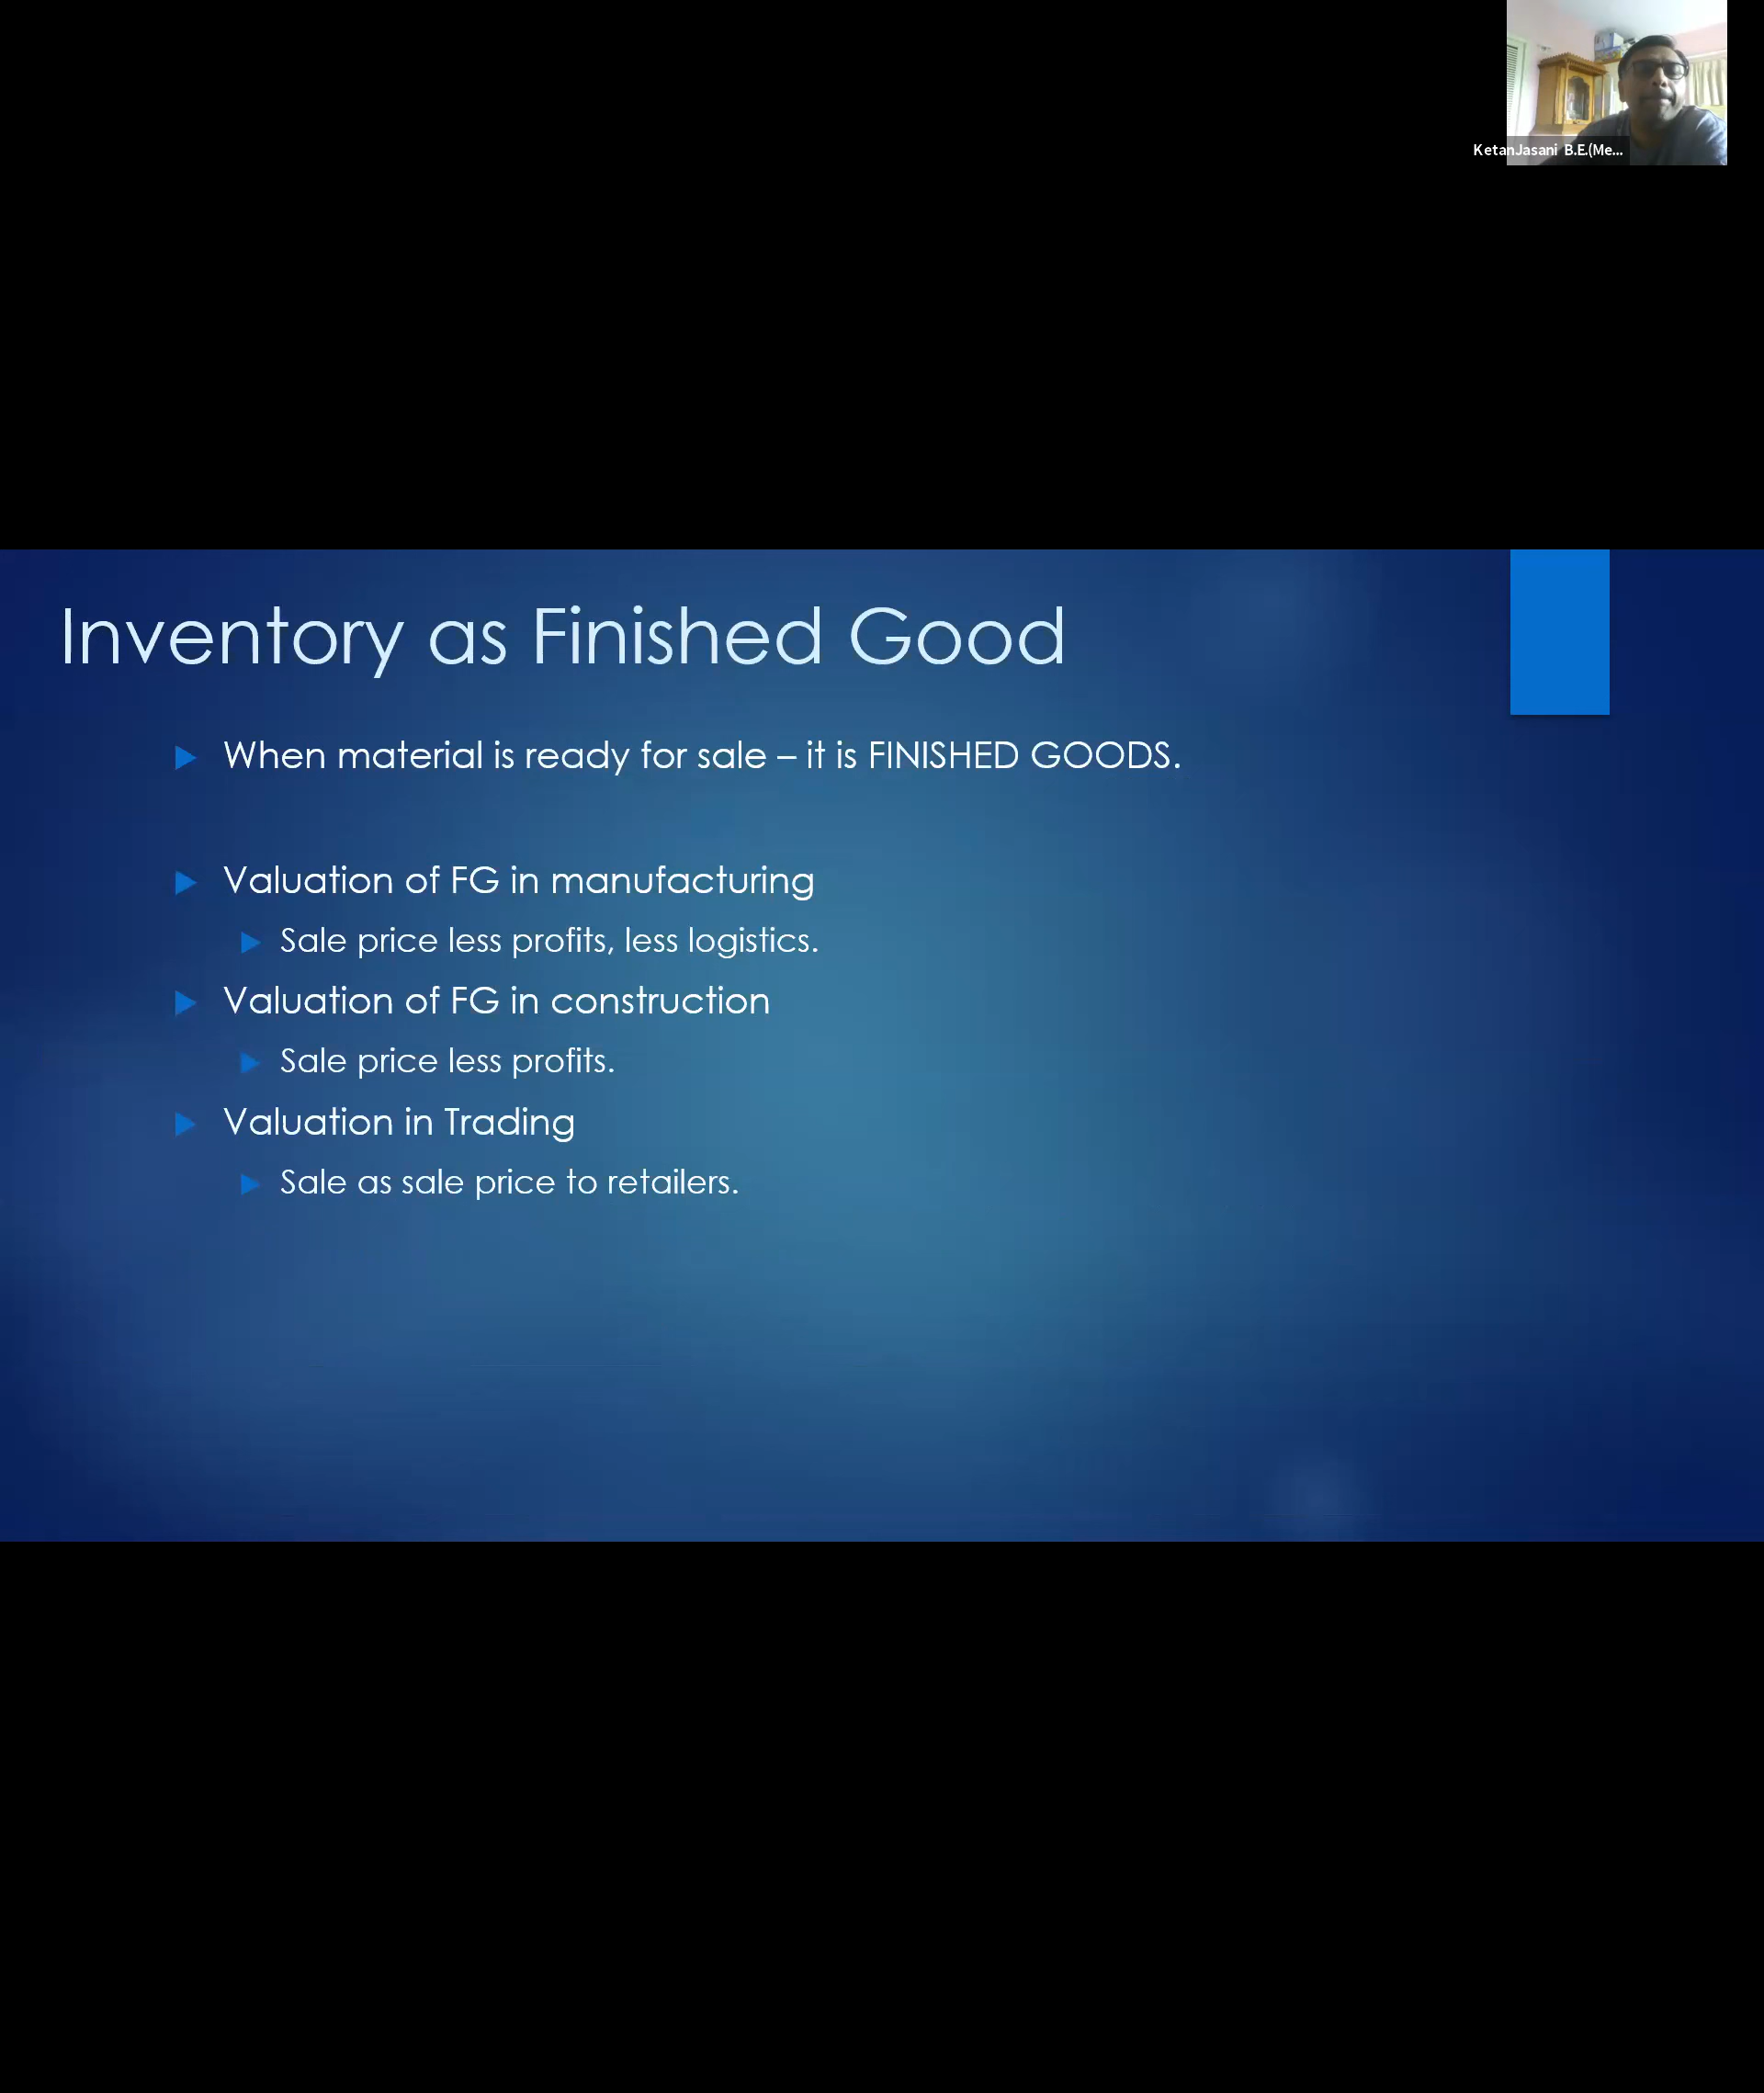 KetanJasani B.E.(Me...
Inventory as Finished Good
When material is ready for sale – it is FINISHED GOODS.
Valuation of FG in manufacturing
Sale price less profits, less logistics.
Valuation of FG in construction
Sale price less profits.
Valuation in Trading
Sale as sale price to retailers.